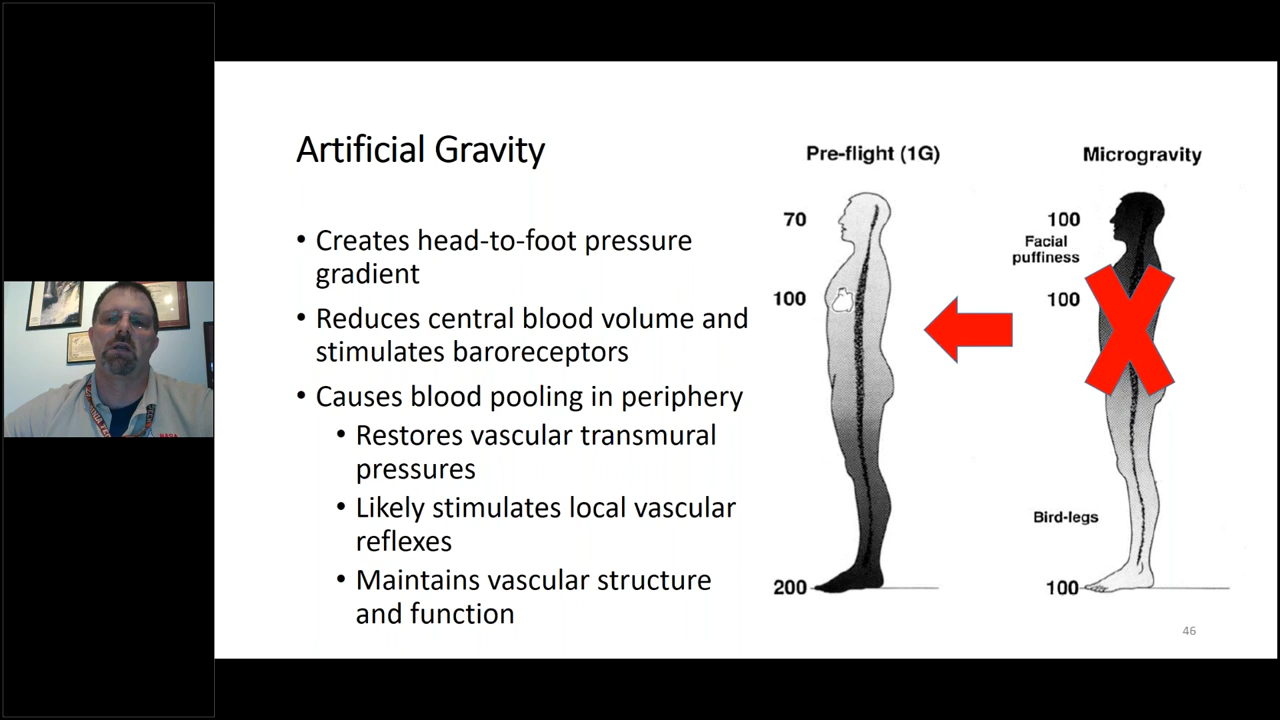 Artificial Gravity
• Creates head-to-foot pressure
gradient
• Reduces central blood volume and
stimulates baroreceptors
• Causes blood pooling in periphery
• Restores vascular transmural
pressures
• Likely stimulates local vascular
reflexes
• Maintains vascular structure
and function
Pre-flight (1G)
70
100
200
Microgravity
100
Facial
puffiness
100
Bird-legs
100
46
NASA